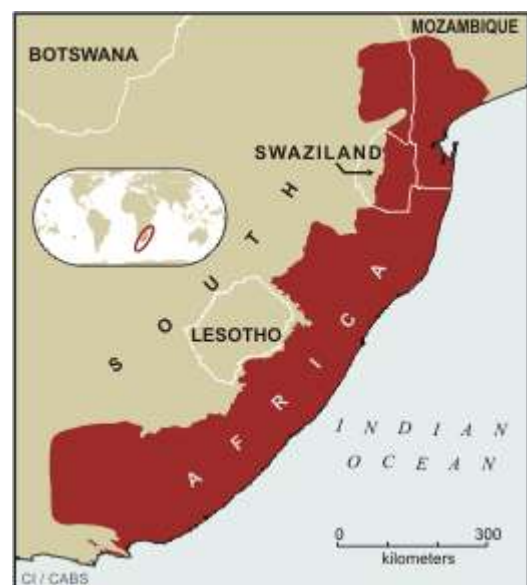 MOZAMBIQUE
BOTSWANA
SWAZILAND
SOUTH
AFRICA
LESOTHO
INDIAN
OCEAN
0 300
kilometers
CI / CABS